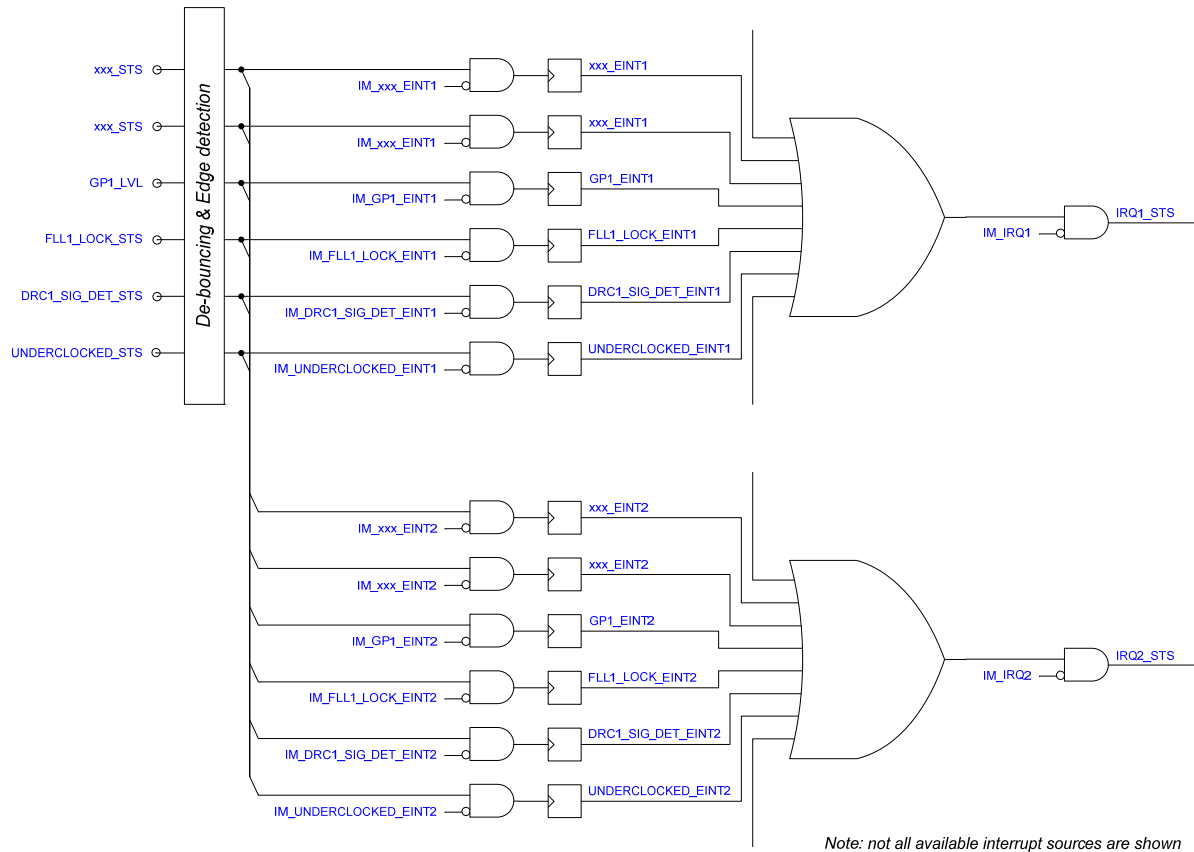 xxx_STS
xxx_STS
GP1_LVL
FLL1_LOCK_STS
DRC1_SIG_DET_STS
UNDERCLOCKED_STS
De-bouncing & Edge detection
IM_xxx_EINT1
xxx_EINT1
IM_xxx_EINT1
xxx_EINT1
IM_GP1_EINT1
GP1_EINT1
IM_FLL1_LOCK_EINT1
FLL1_LOCK_EINT1
IM_DRC1_SIG_DET_EINT1
DRC1_SIG_DET_EINT1
IM_UNDERCLOCKED_EINT1
UNDERCLOCKED_EINT1
IM_IRQ1
IRQ1_STS
IM_xxx_EINT2
xxx_EINT2
IM_xxx_EINT2
xxx_EINT2
IM_GP1_EINT2
GP1_EINT2
IM_FLL1_LOCK_EINT2
FLL1_LOCK_EINT2
IM_DRC1_SIG_DET_EINT2
DRC1_SIG_DET_EINT2
IM_UNDERCLOCKED_EINT2
UNDERCLOCKED_EINT2
IM_IRQ2
IRQ2_STS
Note: not all available interrupt sources are shown